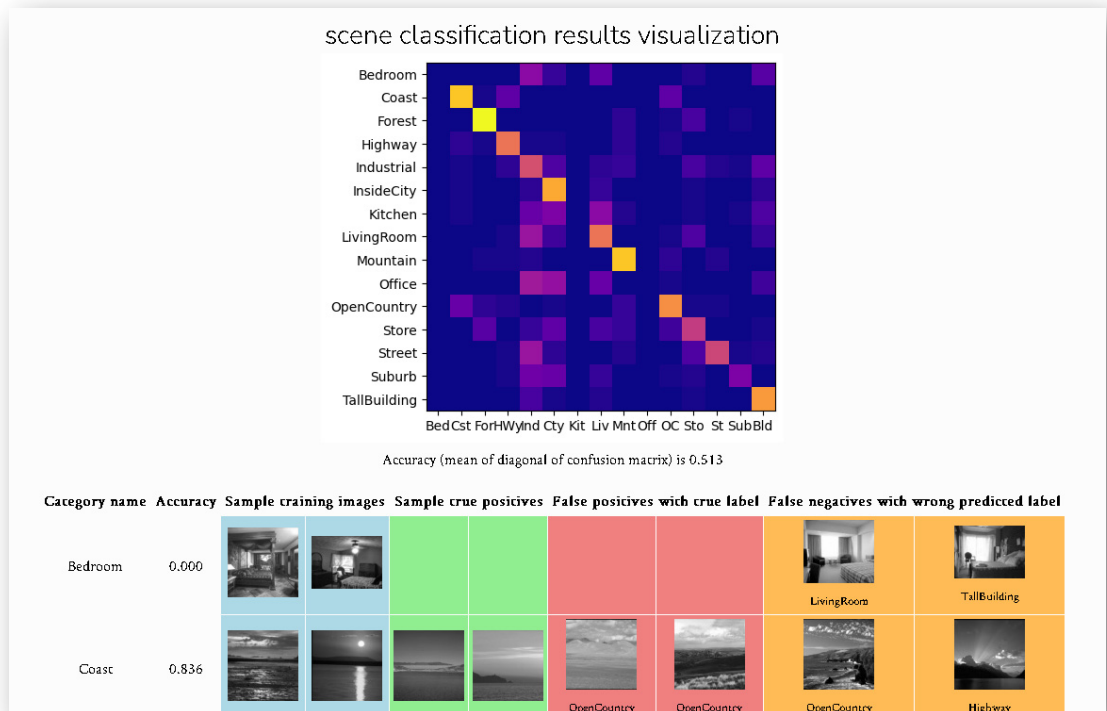 scene classification results visualization
Bedroom
Coast
Forest
Highway
Industrial
InsideCity
Kitchen
LivingRoom
Mountain
Office
OpenCountry
Store
Street
Suburb
TallBuilding
Bed Cst For HWy Ind Cty Kit Liv Mnt Off OC Sto St Sub Bld
Accuracy (mean of diagonal of confusion matrix) is 0.513
Category name Accuracy Sample training images Sample true positives False positives with true label False negatives with wrong predicted label
Bedroom 0.000
LivingRoom TallBuilding
Coast 0.836
OpenCountry OpenCountry OpenCountry Highway